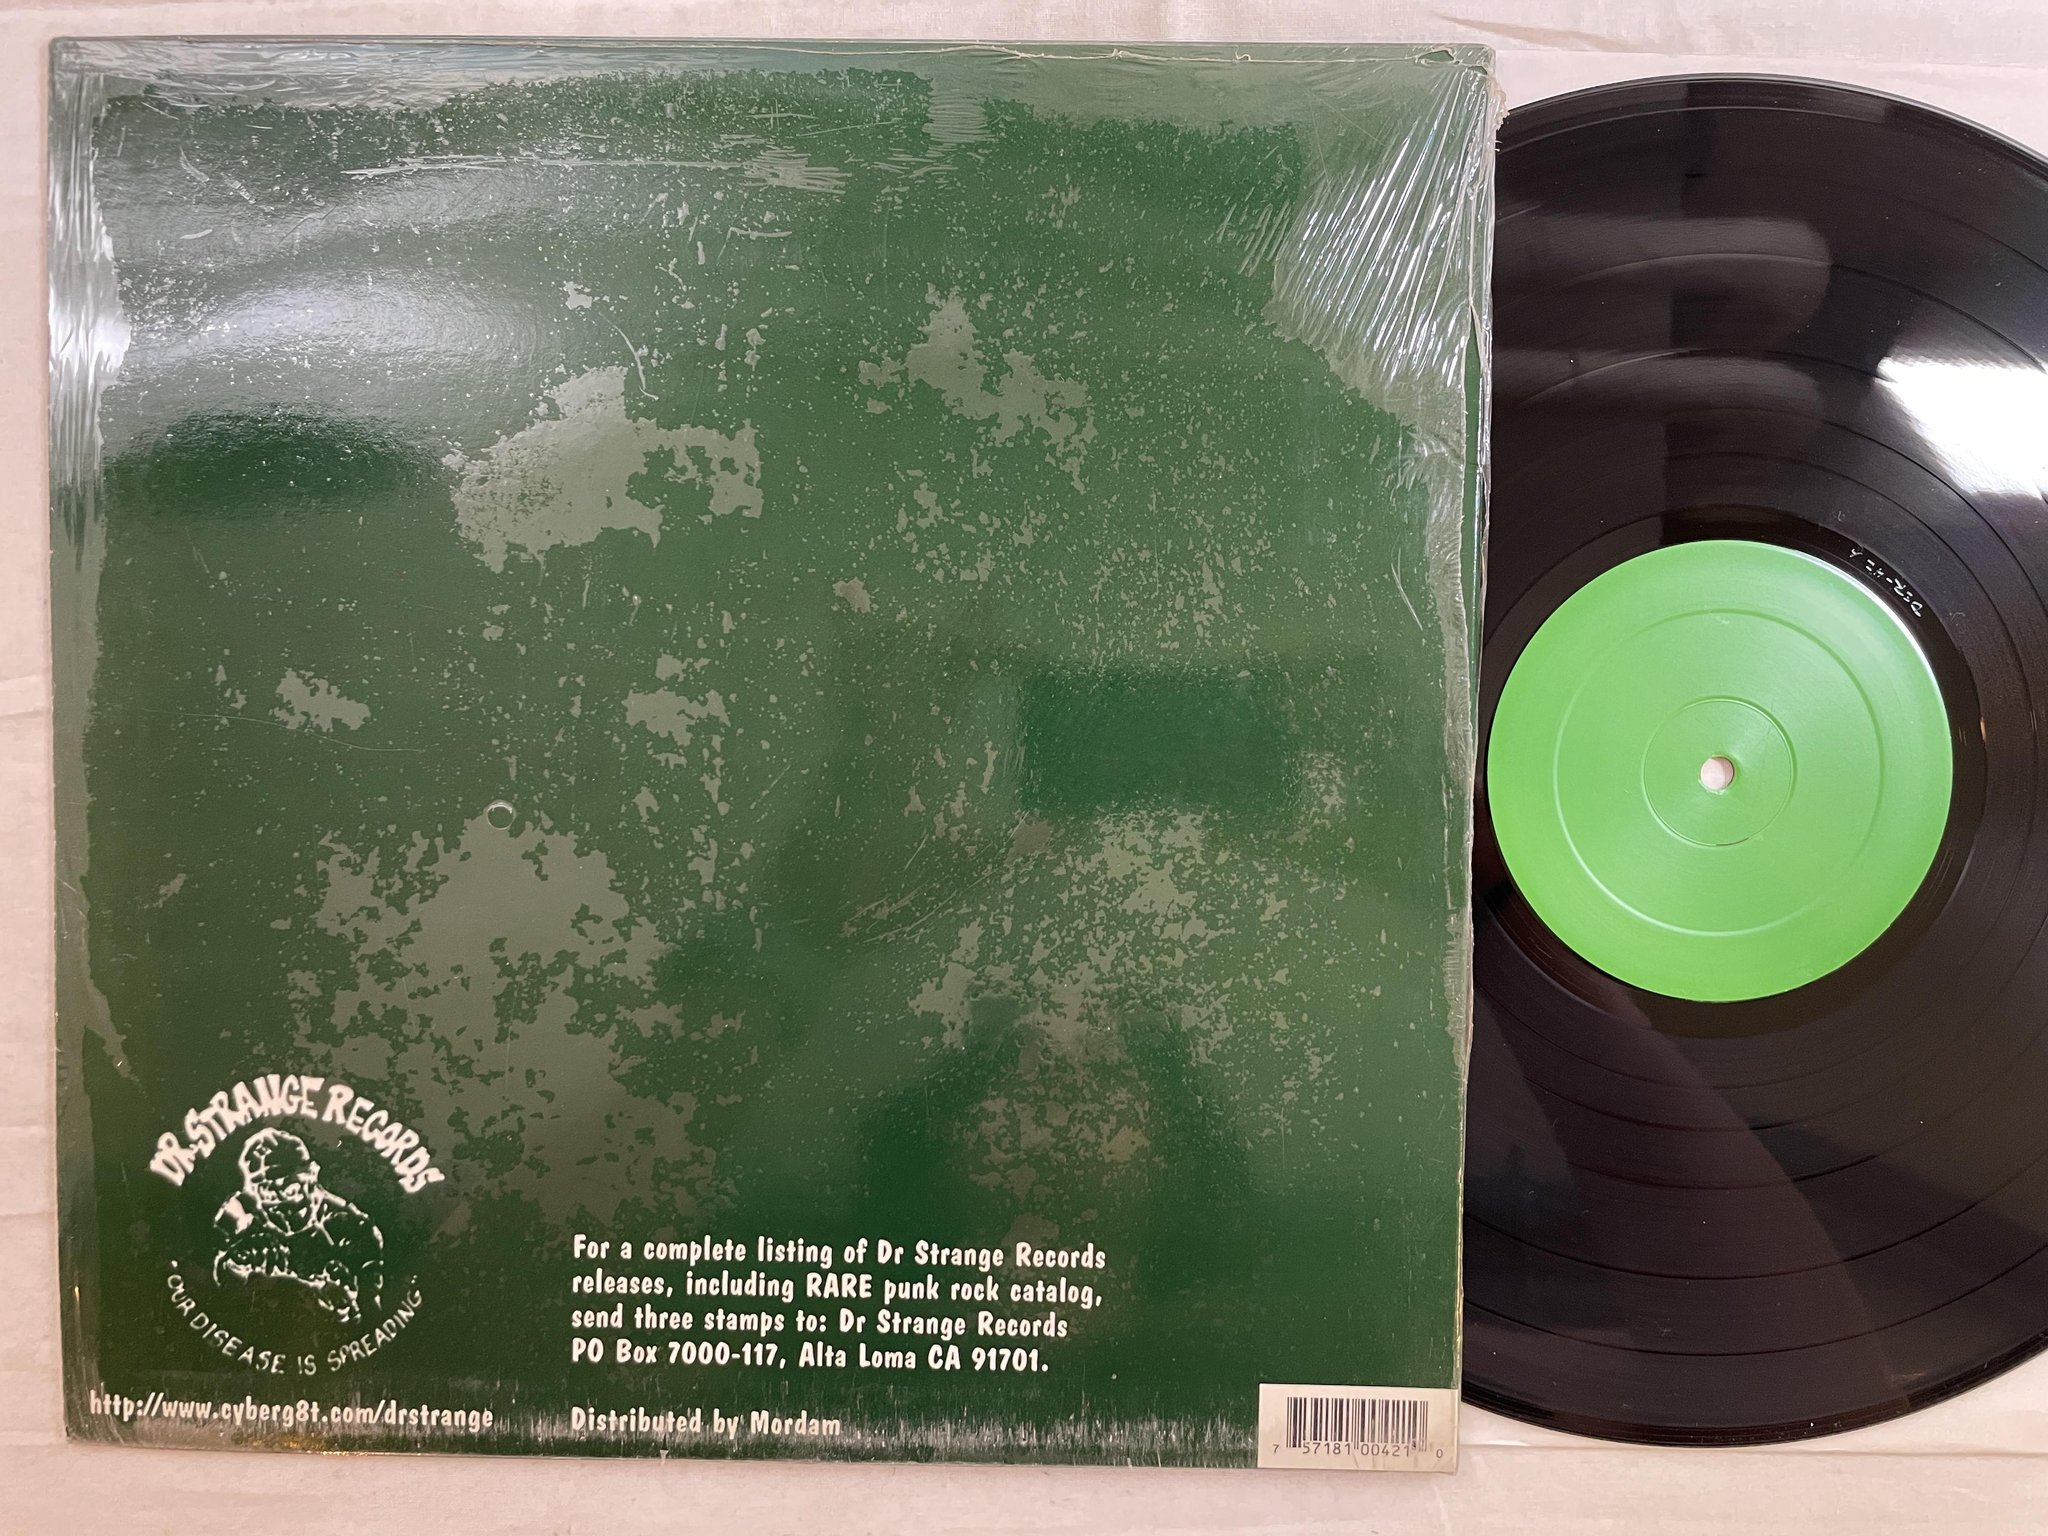 DR. STRANGE RECORDS
· OUR DISEASE IS SPREADING ·
http://www.cyberg8t.com/drstrange
For a complete listing of Dr Strange Records
releases, including RARE punk rock catalog,
send three stamps to: Dr Strange Records
PO Box 7000-117, Alta Loma CA 91701.
Distributed by Mordam
7 57181 00421 0
DSR-42 A